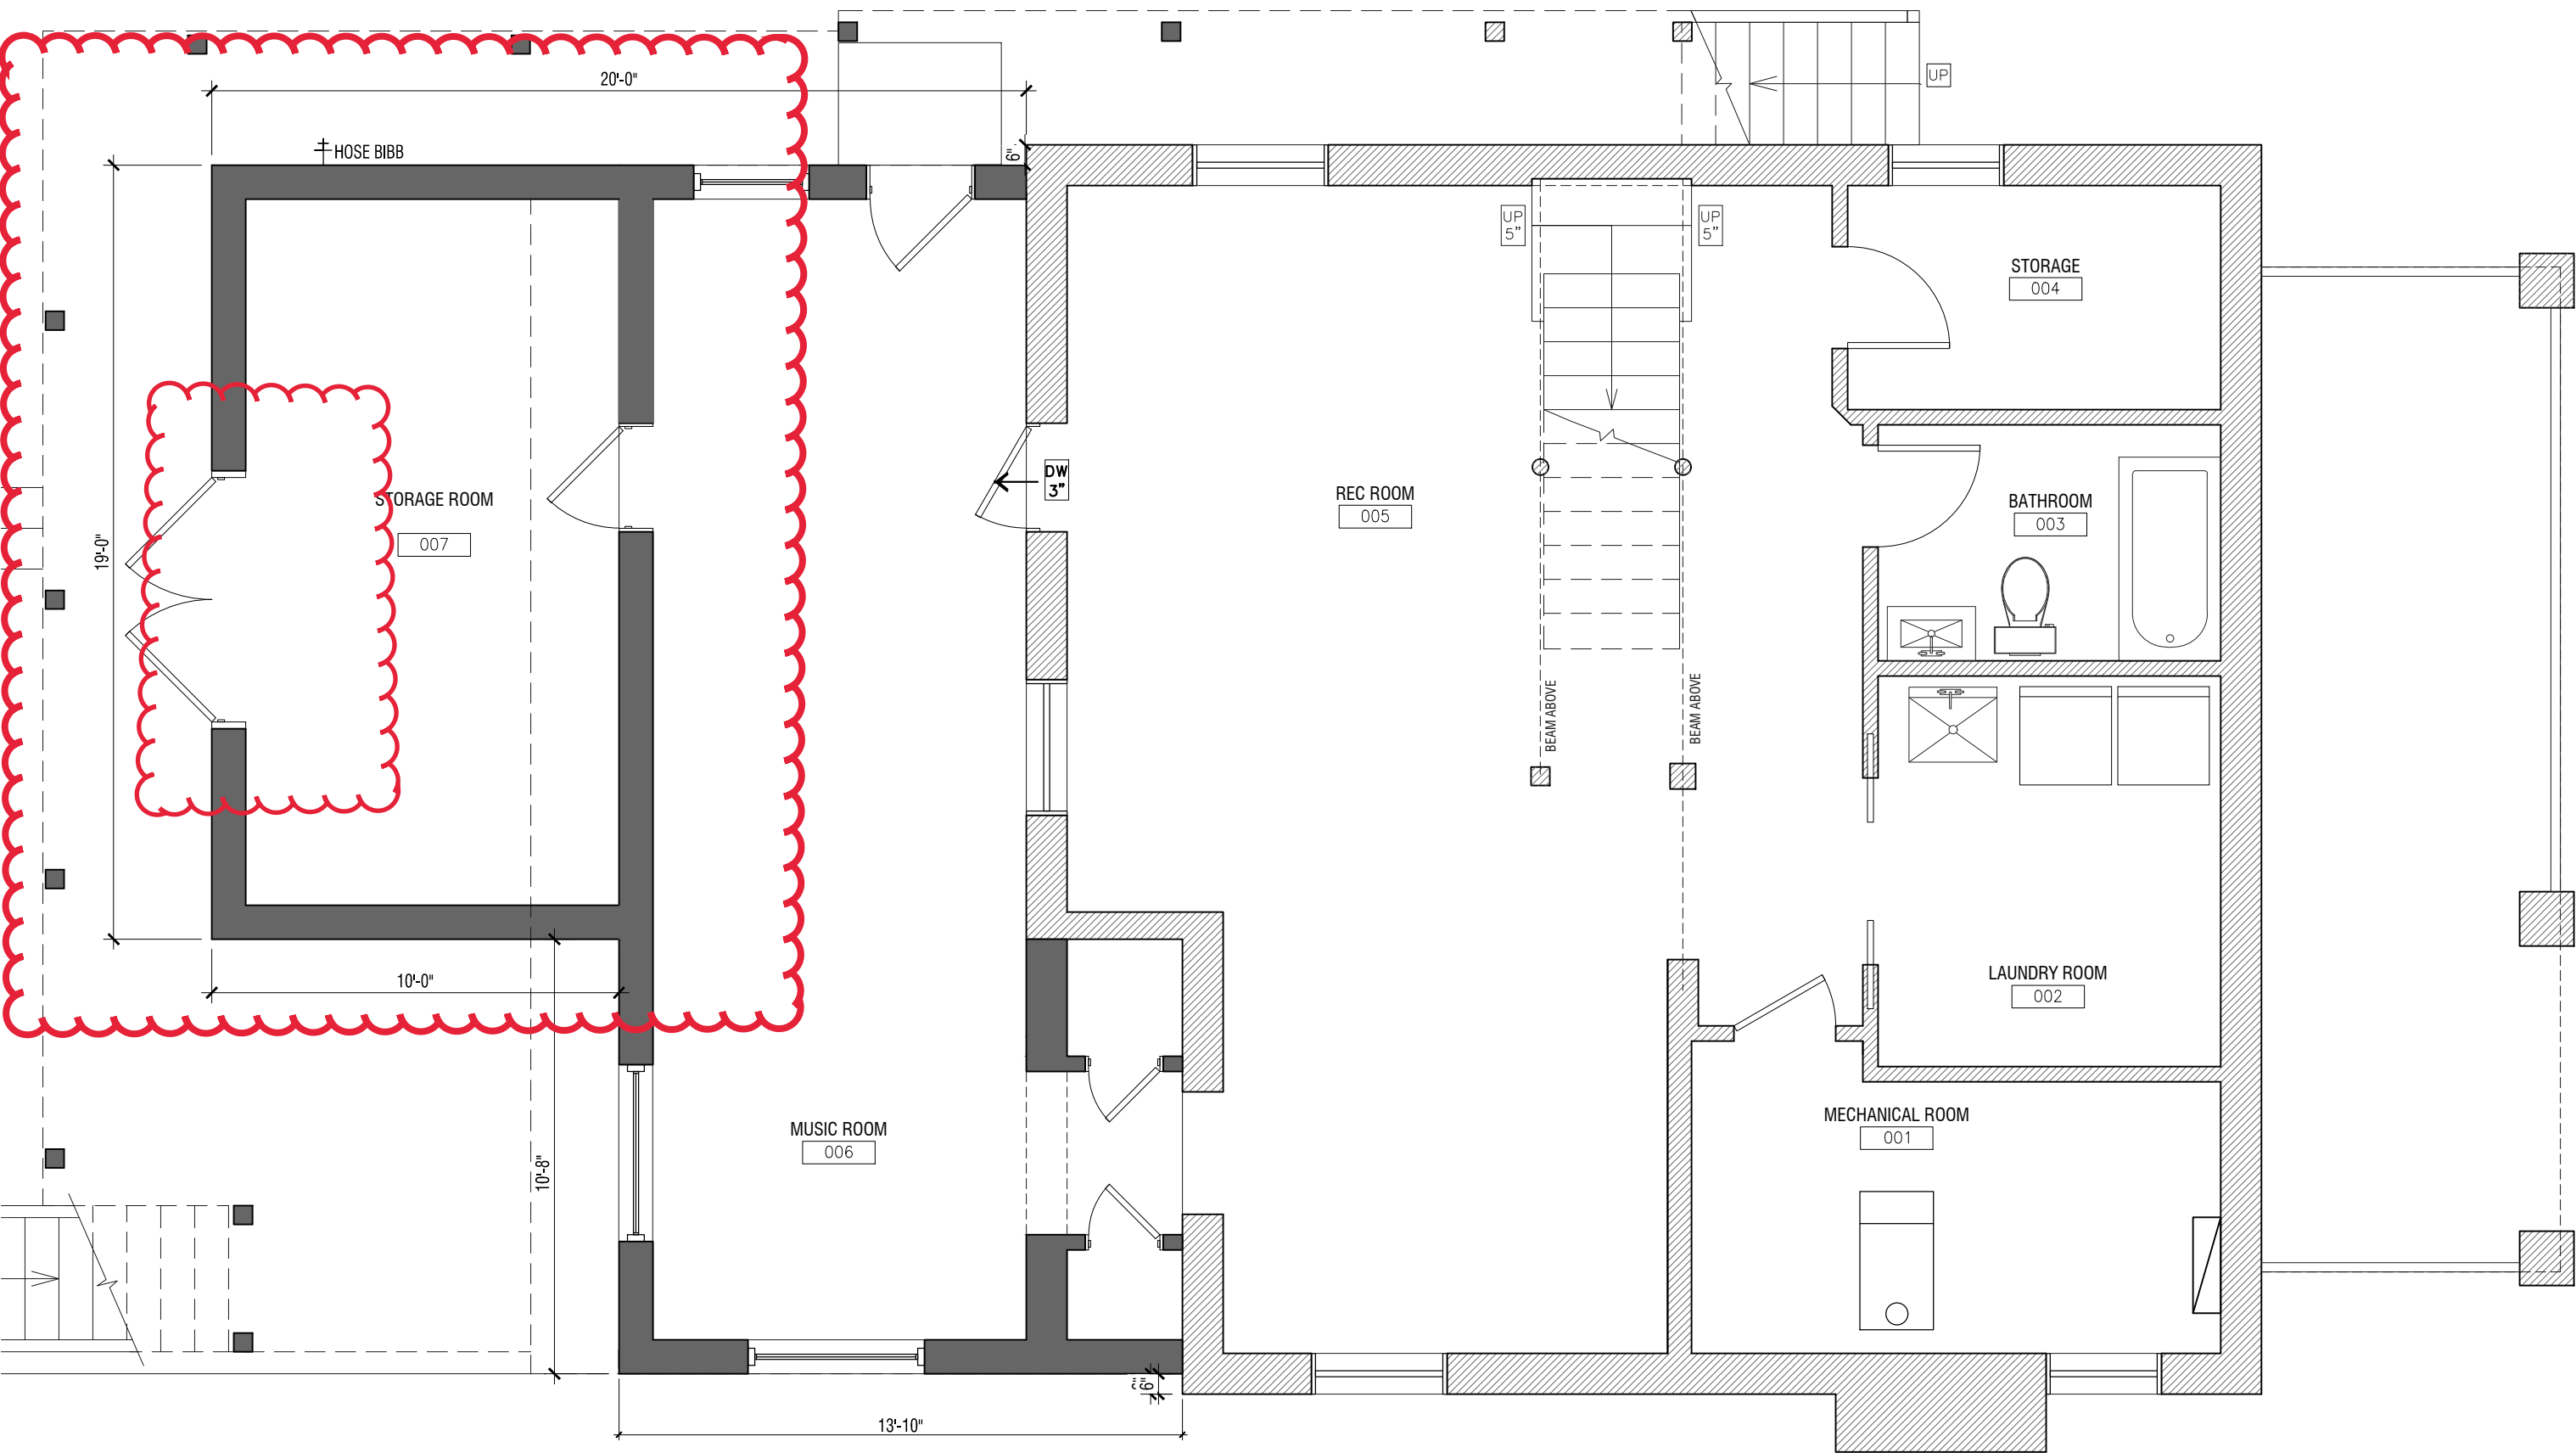 20'-0"
UP
HOSE BIBB
6"
UP
5"
UP
5"
STORAGE
004
DW
3"
REC ROOM
005
STORAGE ROOM
007
BATHROOM
003
19'-0"
BEAM ABOVE
BEAM ABOVE
10'-0"
LAUNDRY ROOM
002
MUSIC ROOM
006
MECHANICAL ROOM
001
10'-8"
6"
6"
13'-10"